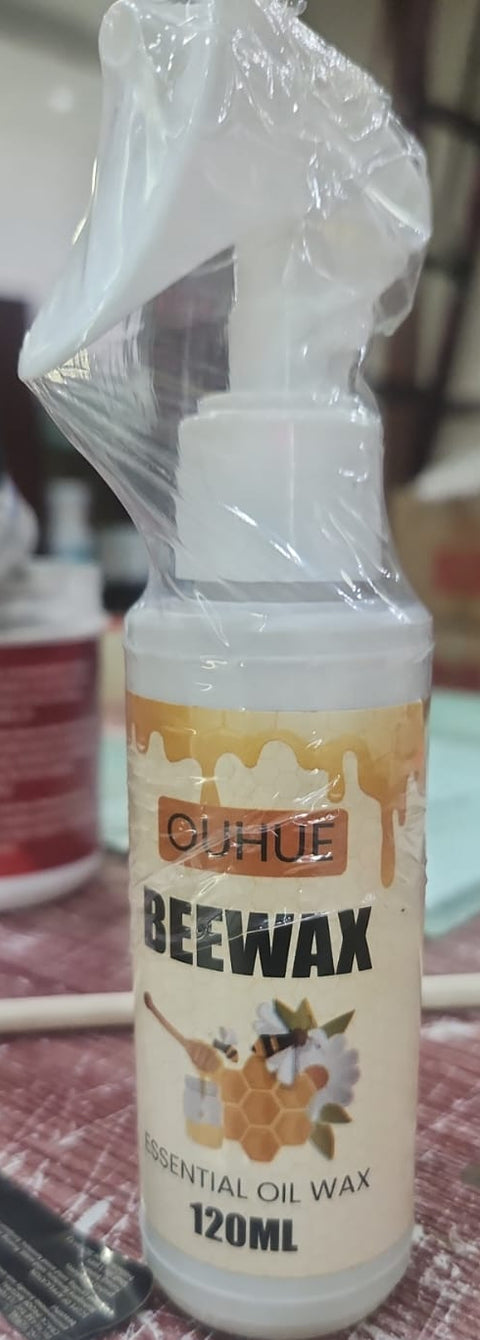 OUHUE
BEEWAX
ESSENTIAL OIL WAX
120ML